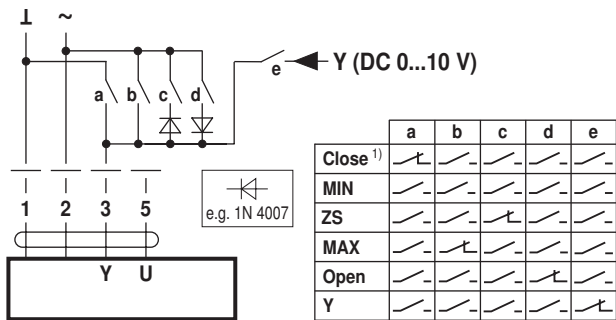 ⊥ ~
a b c d e Y (DC 0...10 V)
1 2 3 5
e.g. 1N 4007
Y U
a b c d e
Close 1)
MIN
ZS
MAX
Open
Y